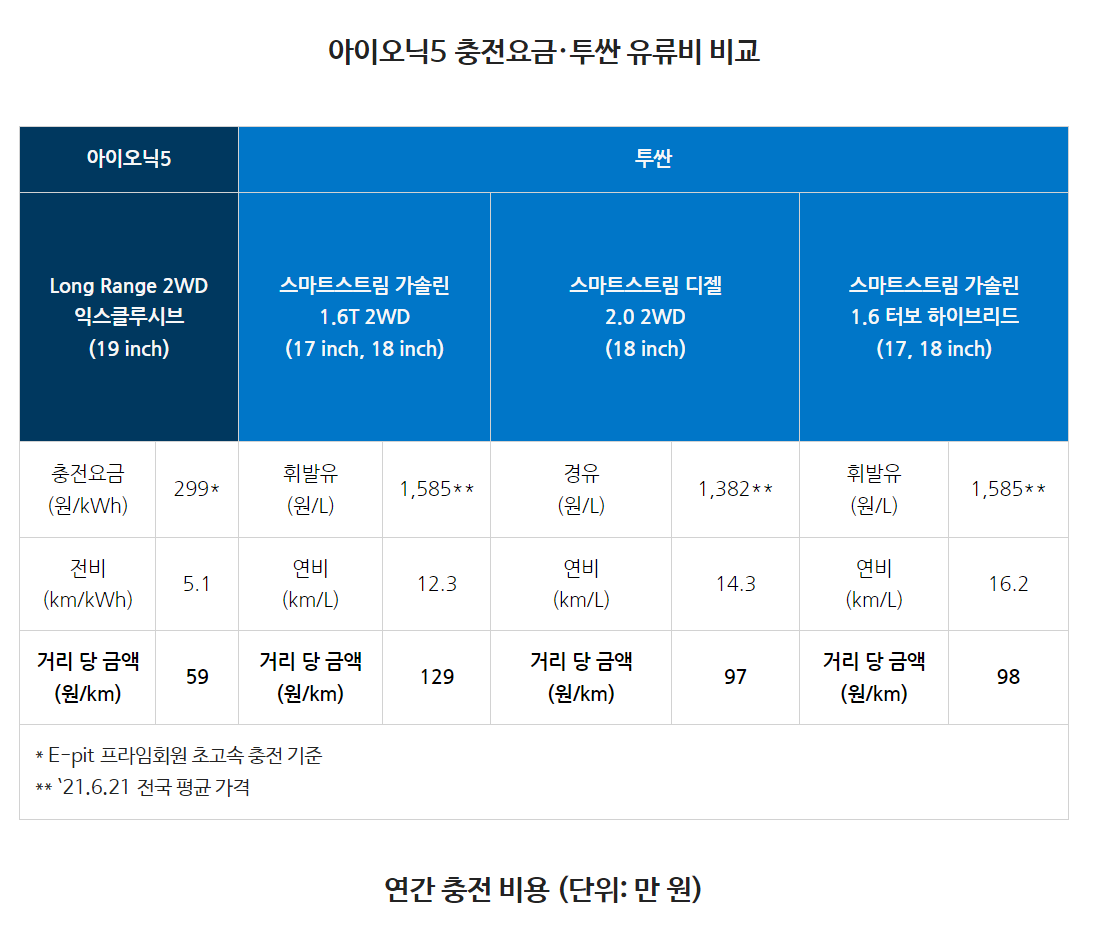 아이오닉5 충전요금·투싼 유류비 비교
아이오닉5
투싼
Long Range 2WD
익스클루시브
(19 inch)
스마트스트림 가솔린
1.6T 2WD
(17 inch, 18 inch)
스마트스트림 디젤
2.0 2WD
(18 inch)
스마트스트림 가솔린
1.6 터보 하이브리드
(17, 18 inch)
충전요금
(원/kWh)
299*
휘발유
(원/L)
1,585**
경유
(원/L)
1,382**
휘발유
(원/L)
1,585**
전비
(km/kWh)
5.1
연비
(km/L)
12.3
연비
(km/L)
14.3
연비
(km/L)
16.2
거리 당 금액
(원/km)
59
거리 당 금액
(원/km)
129
거리 당 금액
(원/km)
97
거리 당 금액
(원/km)
98
* E-pit 프라임회원 초고속 충전 기준
** ‘21.6.21 전국 평균 가격
연간 충전 비용 (단위: 만 원)